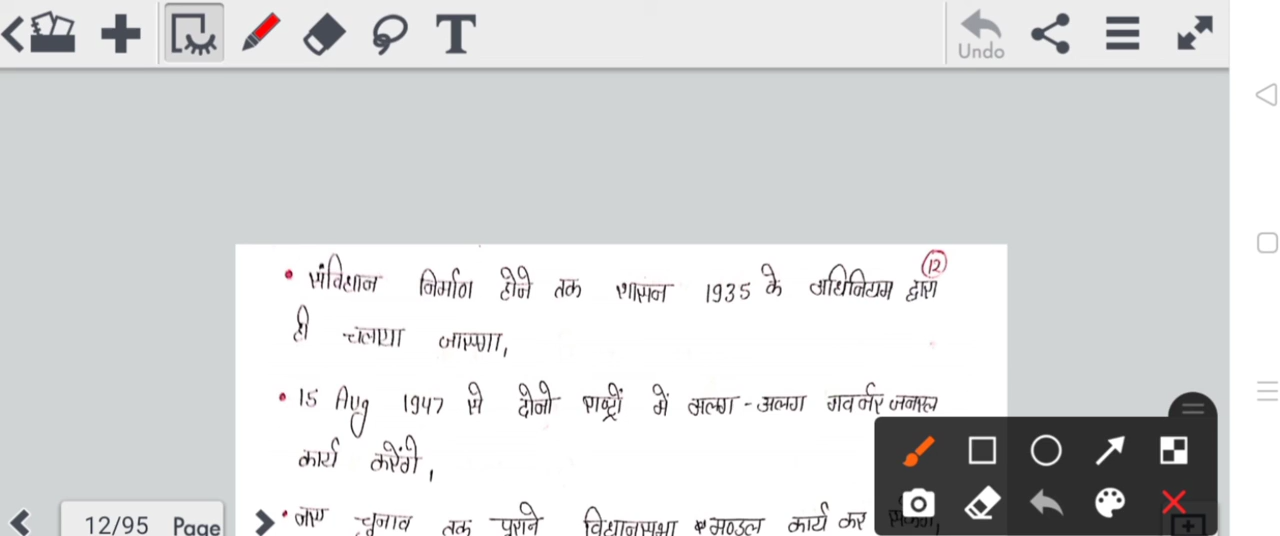 Undo
12
• संविधान निर्माण होने तक शासन 1935 के अधिनियम द्वारा
ही चलाया जाएगा,
• 15 Aug 1947 से दोनो राष्ट्रों में अलग - अलग गवर्नर जनरल
कार्य करेंगे,
• नए चुनाव तक पुराने विधानसभा मण्डल कार्य कर
12/95 Page